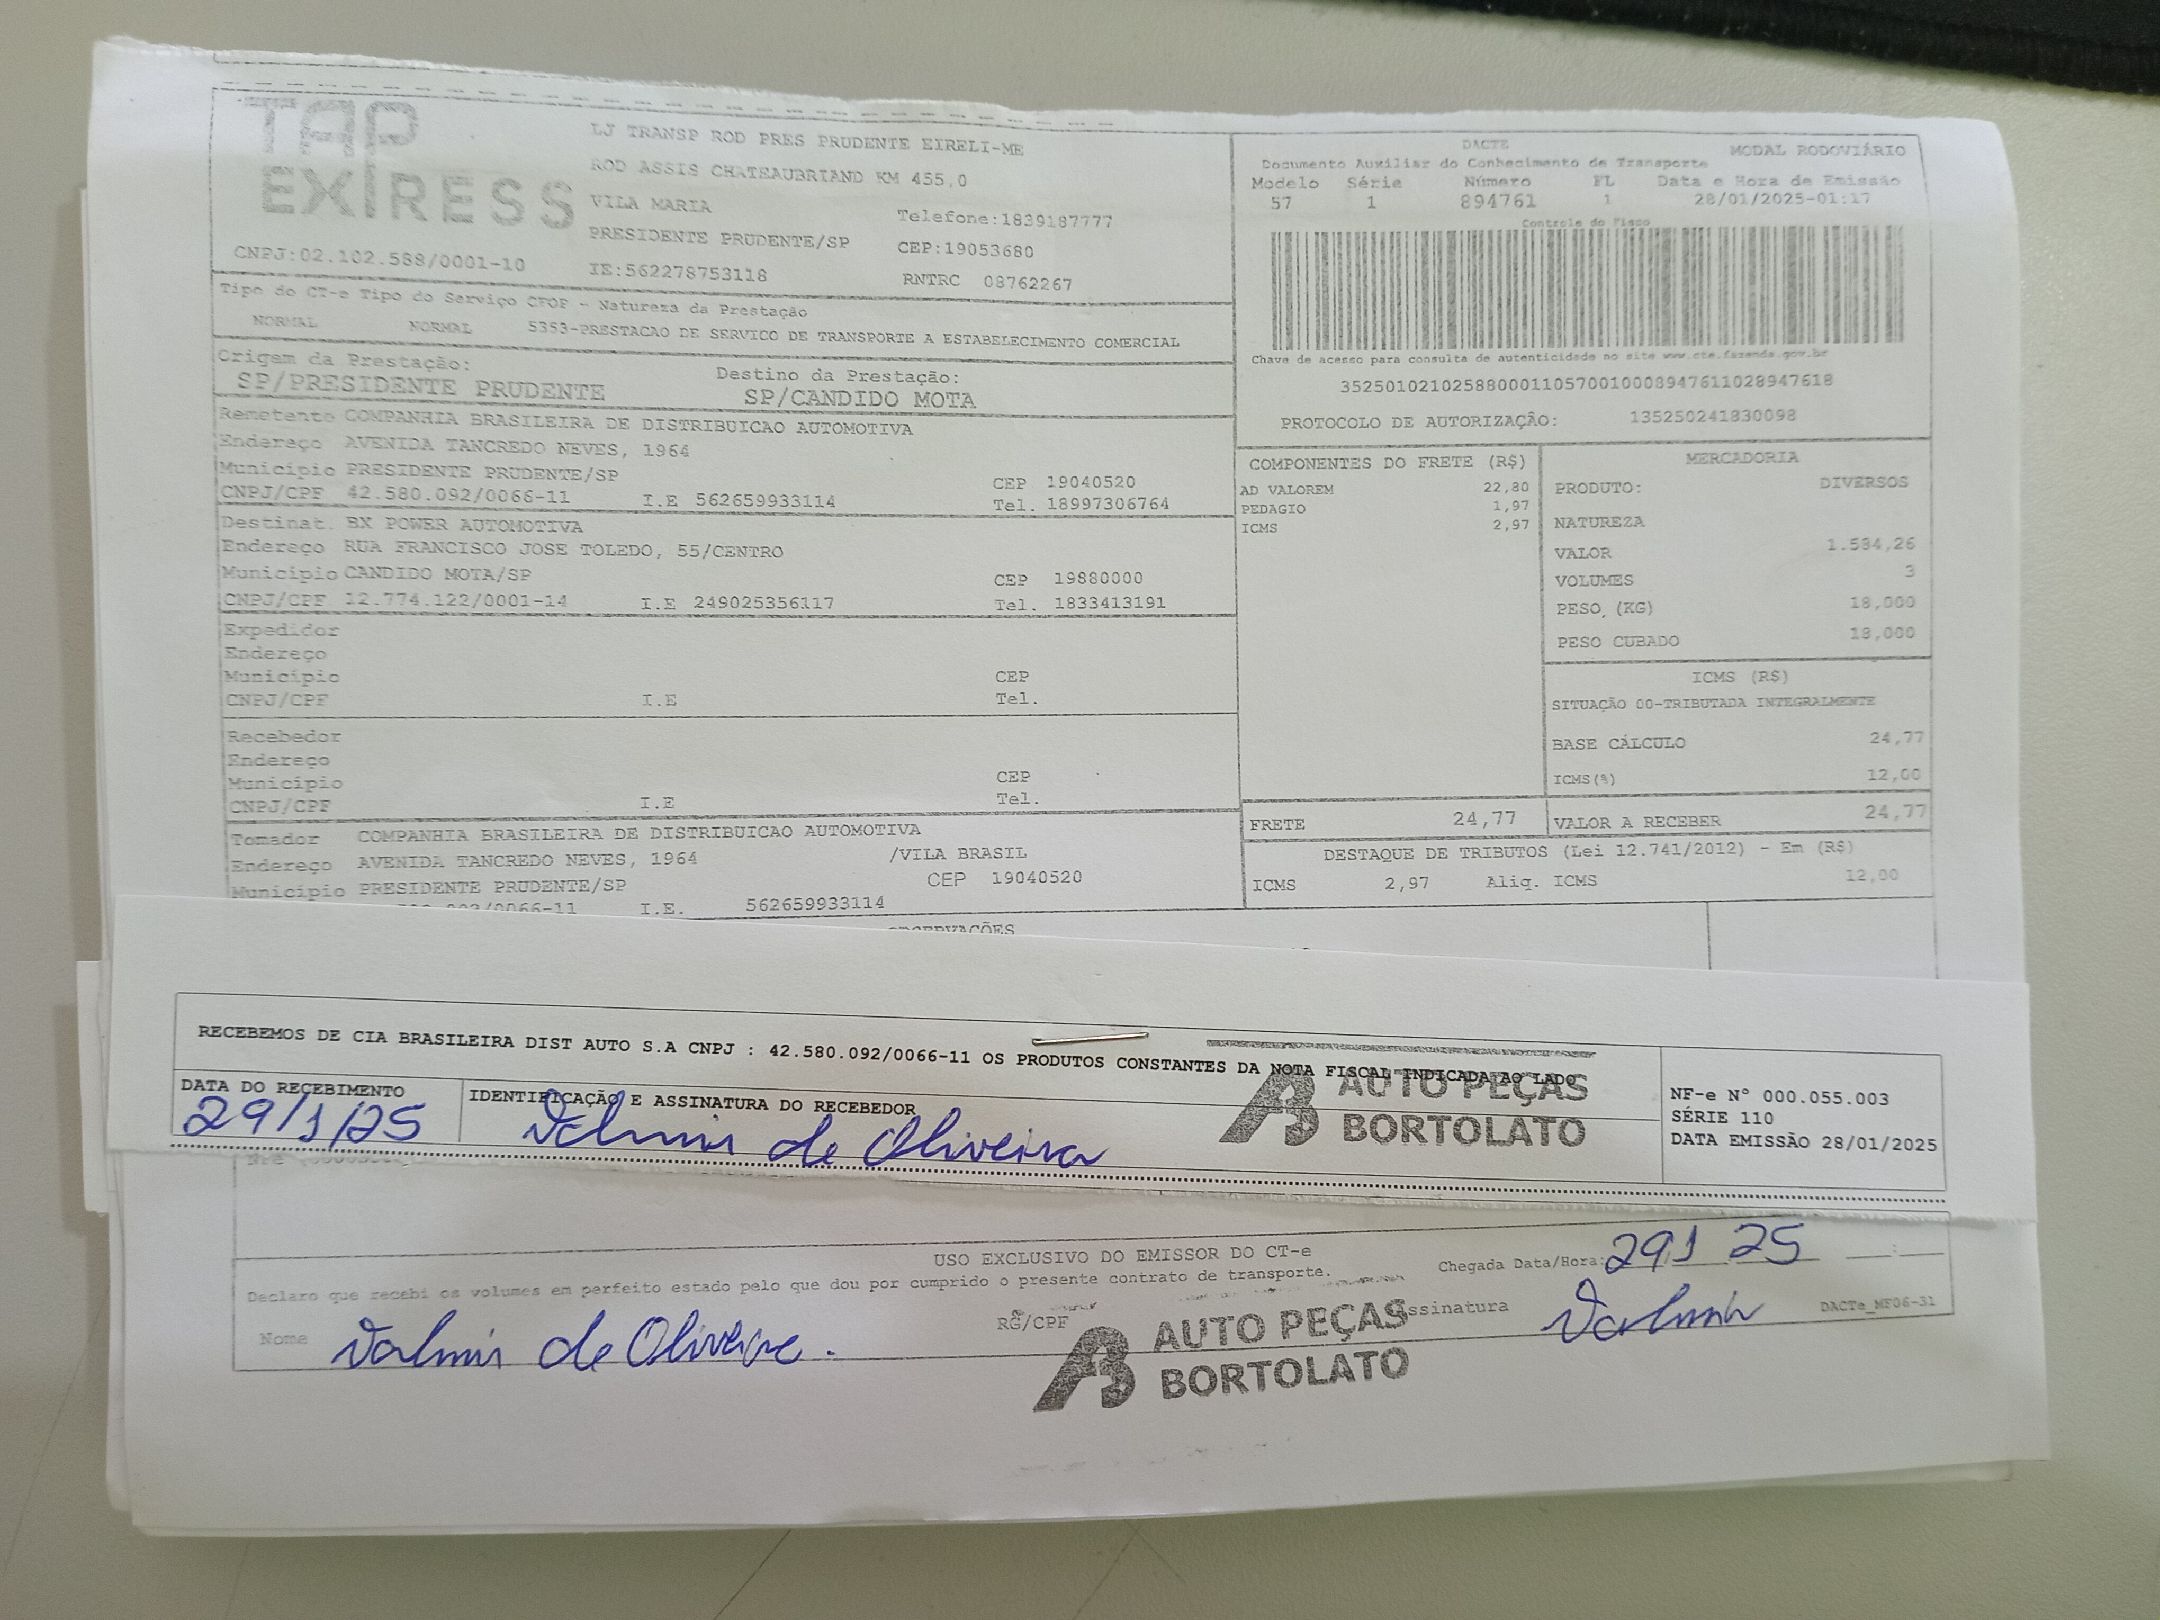 TAP
EXPRESS
CNPJ:02.102.588/0001-10
LJ TRANSP ROD PRES PRUDENTE EIRELI-ME
ROD ASSIS CHATEAUBRIAND KM 455,0
VILA MARIA
Telefone:1839187777
PRESIDENTE PRUDENTE/SP
CEP:19053680
IE:562278753118
RNTRC 08762267
DACTE
MODAL RODOVIÁRIO
Documento Auxiliar do Conhecimento de Transporte
Modelo Série Número FL Data e Hora de Emissão
57 1 894761 1 28/01/2025-01:17
Controle do Fisco
Chave de acesso para consulta de autenticidade no site www.cte.fazenda.gov.br
35250102102588000110570010008947611028947618
PROTOCOLO DE AUTORIZAÇÃO: 135250241830098
Tipo do CT-e Tipo do Serviço CFOP - Natureza da Prestação
NORMAL NORMAL 5353-PRESTACAO DE SERVICO DE TRANSPORTE A ESTABELECIMENTO COMERCIAL
Origem da Prestação:
SP/PRESIDENTE PRUDENTE
Destino da Prestação:
SP/CANDIDO MOTA
Remetente COMPANHIA BRASILEIRA DE DISTRIBUICAO AUTOMOTIVA
Endereço AVENIDA TANCREDO NEVES, 1964
Município PRESIDENTE PRUDENTE/SP CEP 19040520
CNPJ/CPF 42.580.092/0066-11 I.E 562659933114 Tel. 18997306764
Destinat. BX POWER AUTOMOTIVA
Endereço RUA FRANCISCO JOSE TOLEDO, 55/CENTRO
Município CANDIDO MOTA/SP CEP 19880000
CNPJ/CPF 12.774.122/0001-14 I.E 249025356117 Tel. 1833413191
Expedidor
Endereço
Município CEP
CNPJ/CPF I.E Tel.
Recebedor
Endereço
Município CEP
CNPJ/CPF I.E Tel.
Tomador COMPANHIA BRASILEIRA DE DISTRIBUICAO AUTOMOTIVA
Endereço AVENIDA TANCREDO NEVES, 1964 /VILA BRASIL
Município PRESIDENTE PRUDENTE/SP CEP 19040520
0066-11 I.E. 562659933114
COMPONENTES DO FRETE (R$)
AD VALOREM 22,80
PEDAGIO 1,97
ICMS 2,97
MERCADORIA
PRODUTO: DIVERSOS
NATUREZA
VALOR 1.584,26
VOLUMES 3
PESO, (KG) 18,000
PESO CUBADO 18,000
ICMS (R$)
SITUAÇÃO 00-TRIBUTADA INTEGRALMENTE
BASE CÁLCULO 24,77
ICMS(%) 12,00
FRETE 24,77
VALOR A RECEBER 24,77
DESTAQUE DE TRIBUTOS (Lei 12.741/2012) - Em (R$)
ICMS 2,97 Aliq. ICMS 12,00
RECEBEMOS DE CIA BRASILEIRA DIST AUTO S.A CNPJ : 42.580.092/0066-11 OS PRODUTOS CONSTANTES DA NOTA FISCAL INDICADA AO LADO
DATA DO RECEBIMENTO
29/1/25
IDENTIFICAÇÃO E ASSINATURA DO RECEBEDOR
Valmir de Oliveira
AUTO PEÇAS
BORTOLATO
NF-e N° 000.055.003
SÉRIE 110
DATA EMISSÃO 28/01/2025
USO EXCLUSIVO DO EMISSOR DO CT-e
Declaro que recebi os volumes em perfeito estado pelo que dou por cumprido o presente contrato de transporte.
Chegada Data/Hora: 29 1 25
Nome Valmir de Oliveira.
RG/CPF
AUTO PEÇAS
BORTOLATO
Assinatura Valmir
DACTe_MF06-31